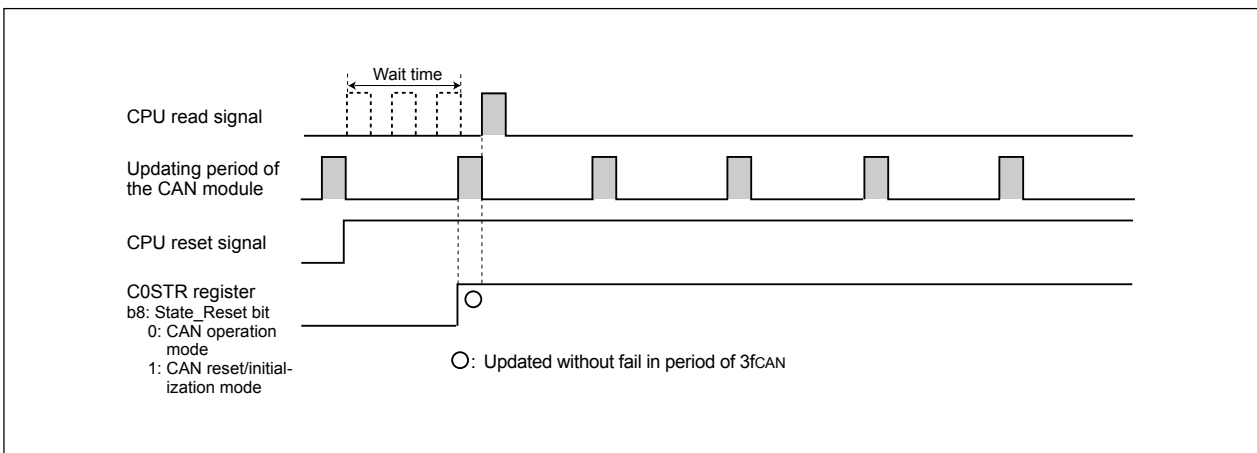 Wait time
CPU read signal
Updating period of
the CAN module
CPU reset signal
C0STR register
b8: State_Reset bit
0: CAN operation
mode
1: CAN reset/initial-
ization mode
: Updated without fail in period of 3fCAN